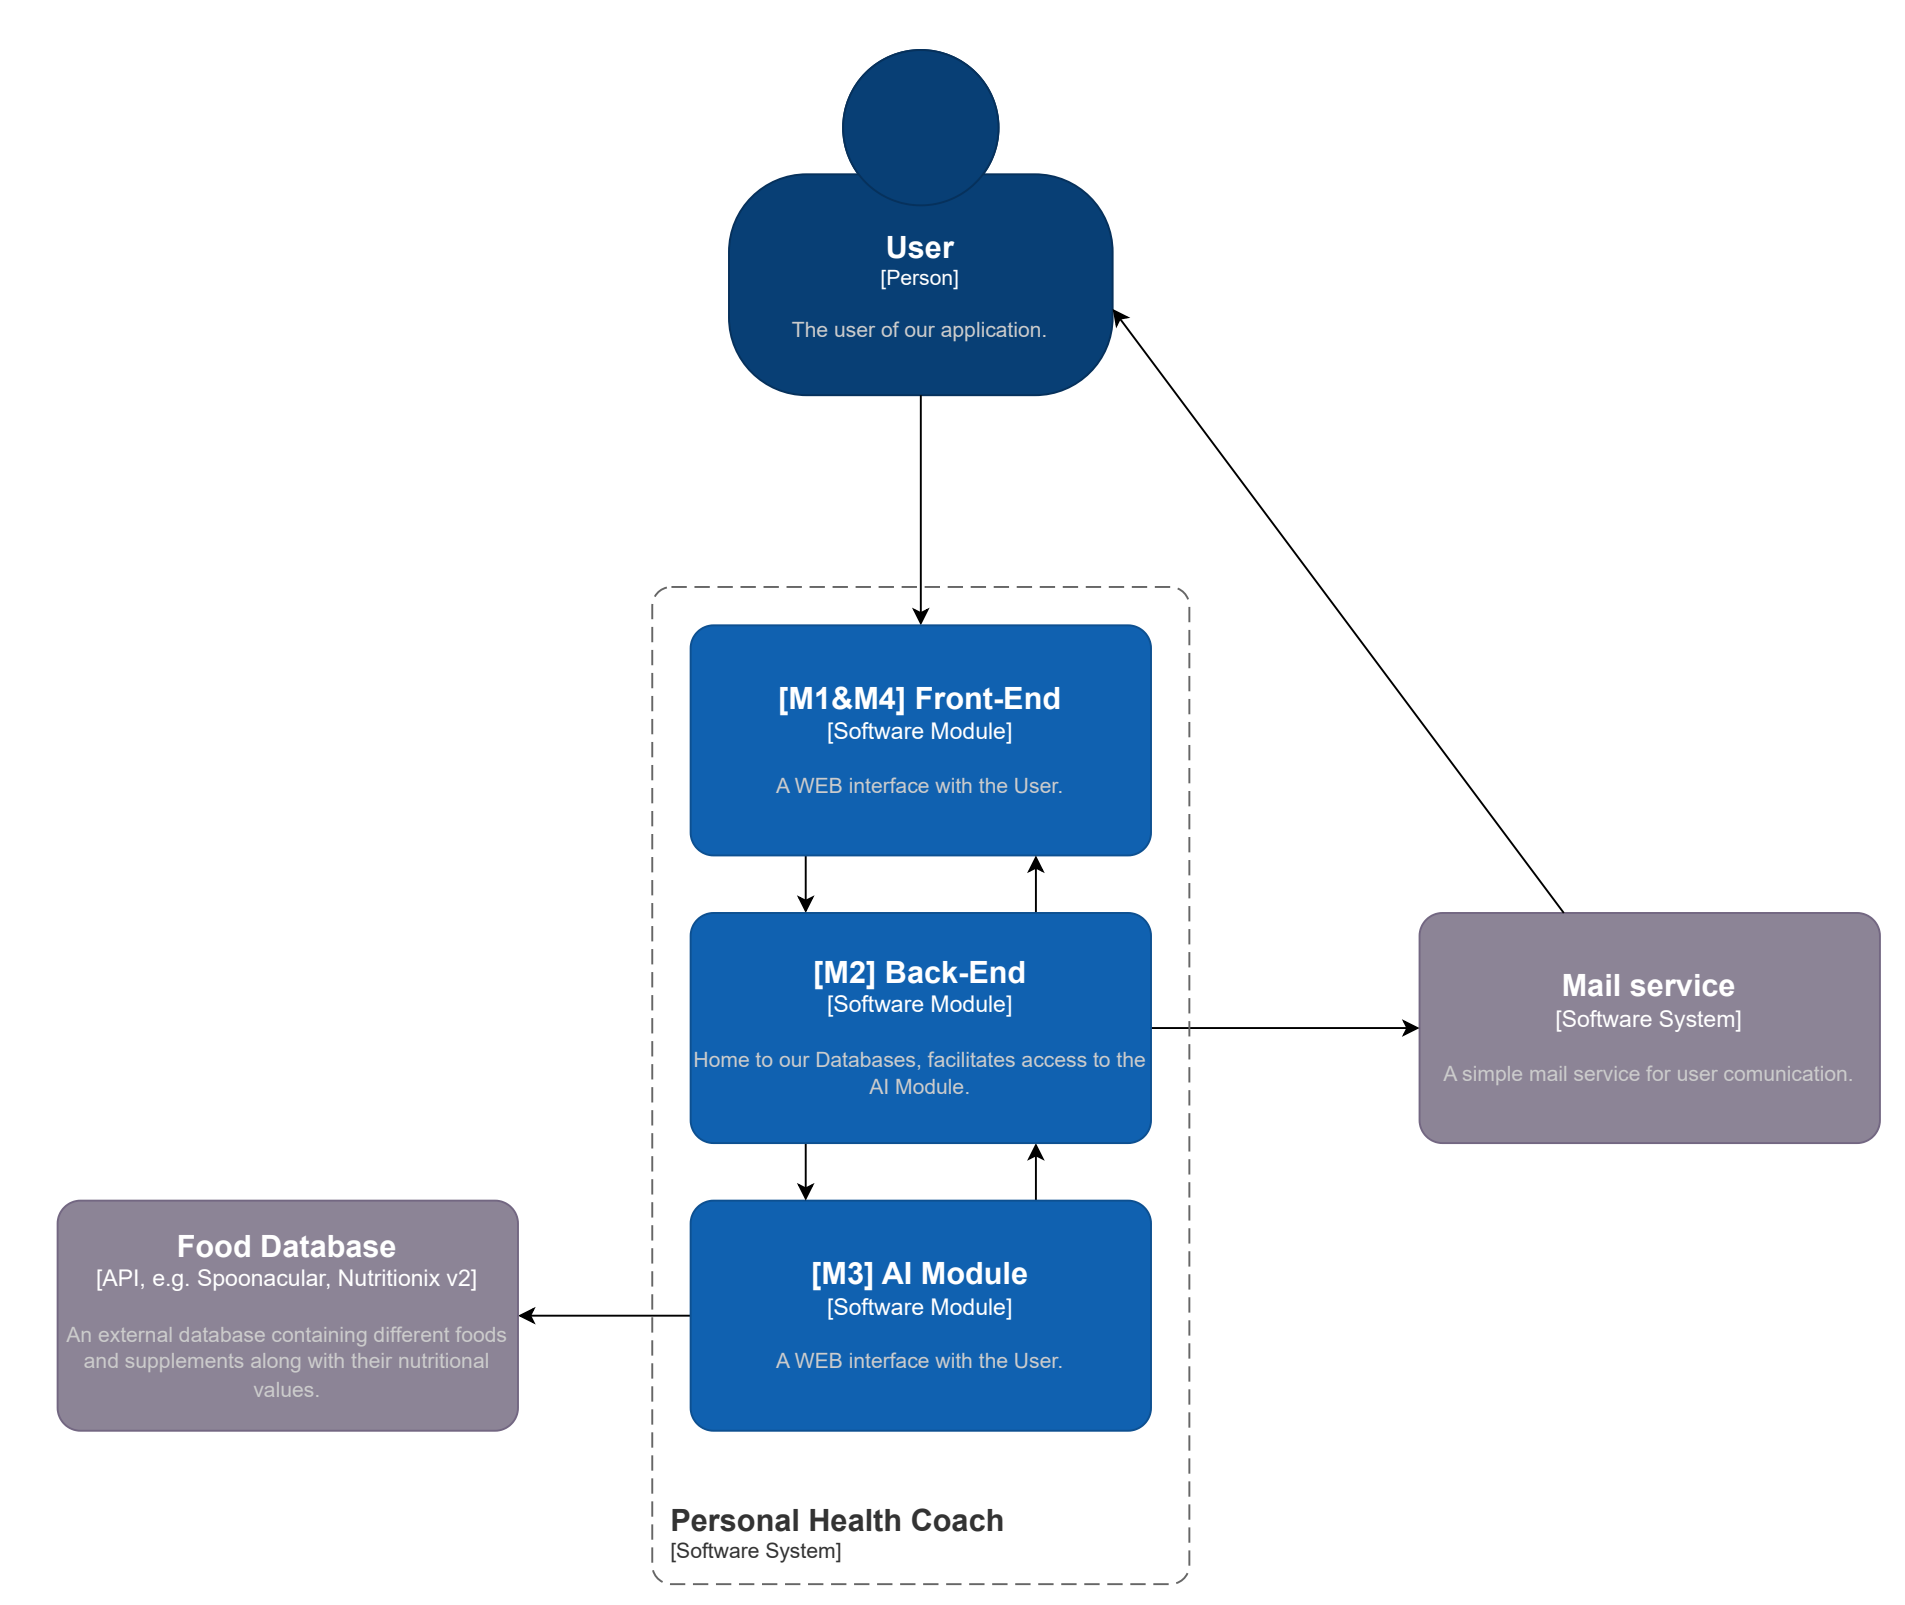 User
[Person]
The user of our application.
[M1&M4] Front-End
[Software Module]
A WEB interface with the User.
[M2] Back-End
[Software Module]
Home to our Databases, facilitates access to the
AI Module.
Mail service
[Software System]
A simple mail service for user comunication.
Food Database
[API, e.g. Spoonacular, Nutritionix v2]
An external database containing different foods
and supplements along with their nutritional
values.
[M3] AI Module
[Software Module]
A WEB interface with the User.
Personal Health Coach
[Software System]